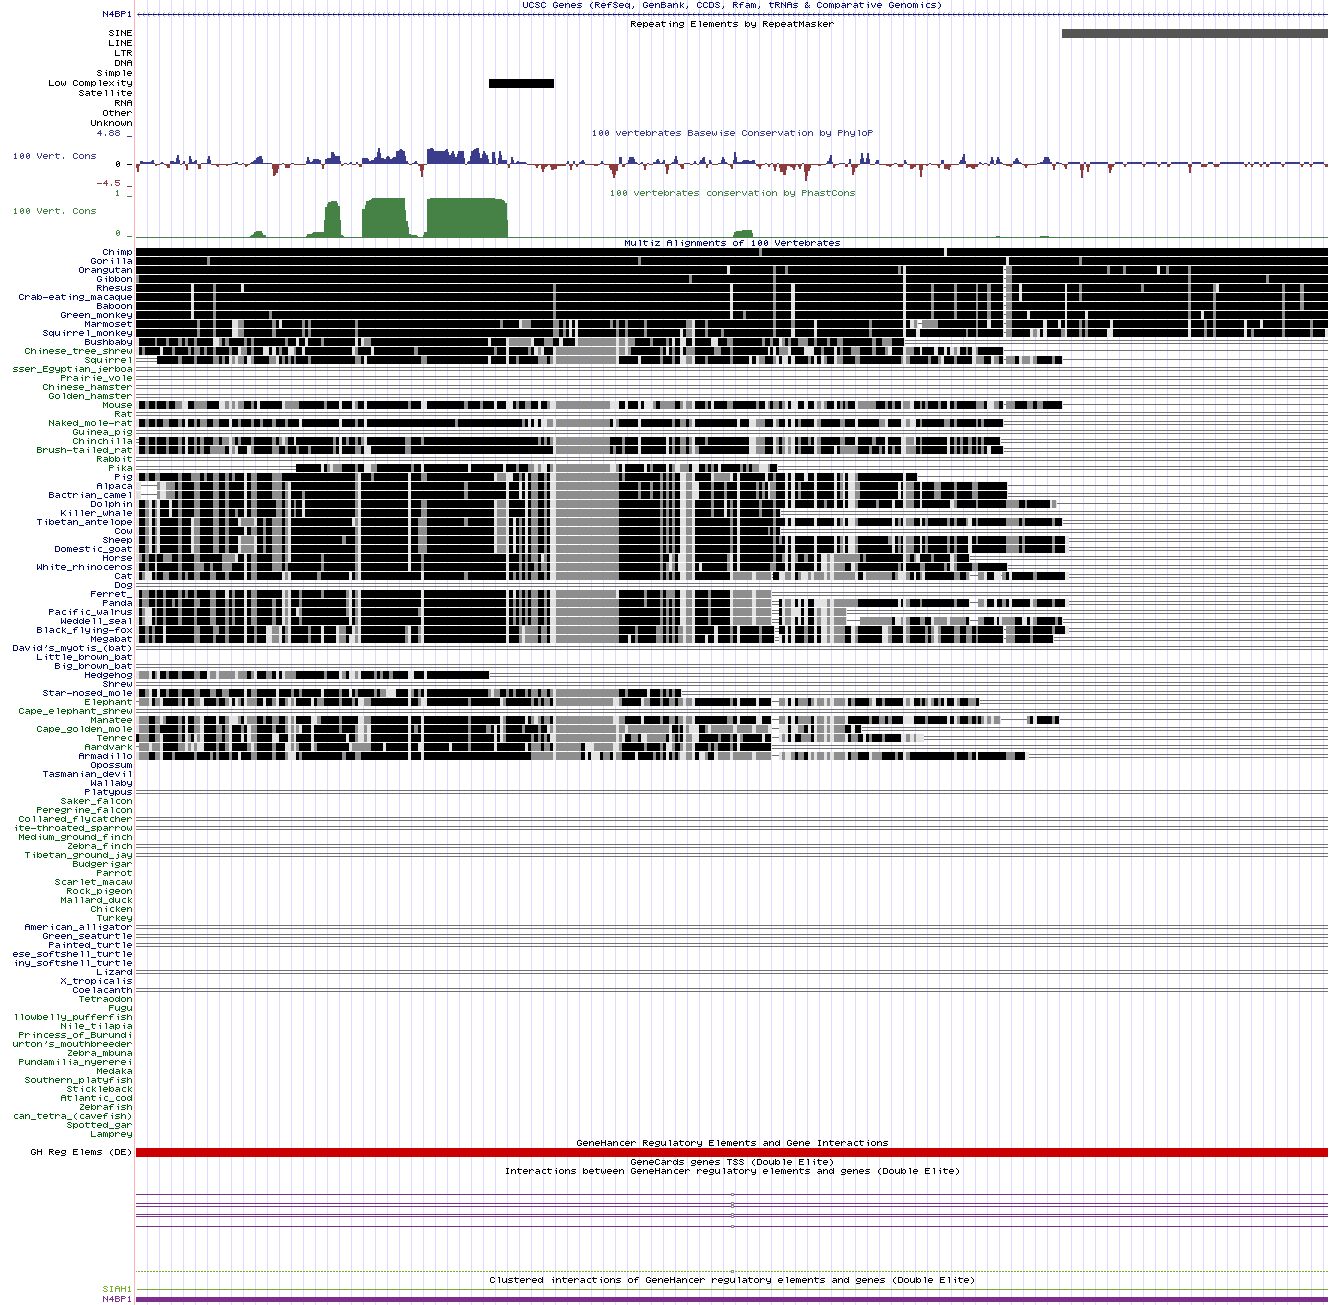 UCSC Genes (RefSeq, GenBank, CCDS, Rfam, tRNAs & Comparative Genomics)
N4BP1
Repeating Elements by RepeatMasker
SINE
LINE
LTR
DNA
Simple
Low Complexity
Satellite
RNA
Other
Unknown
4.88 _
100 vertebrates Basewise Conservation by PhyloP
100 Vert. Cons
0 _
-4.5 _
1 _
100 vertebrates conservation by PhastCons
100 Vert. Cons
0 _
Multiz Alignments of 100 Vertebrates
Chimp
Gorilla
Orangutan
Gibbon
Rhesus
Crab-eating_macaque
Baboon
Green_monkey
Marmoset
Squirrel_monkey
Bushbaby
Chinese_tree_shrew
Squirrel
sser_Egyptian_jerboa
Prairie_vole
Chinese_hamster
Golden_hamster
Mouse
Rat
Naked_mole-rat
Guinea_pig
Chinchilla
Brush-tailed_rat
Rabbit
Pika
Pig
Alpaca
Bactrian_camel
Dolphin
Killer_whale
Tibetan_antelope
Cow
Sheep
Domestic_goat
Horse
White_rhinoceros
Cat
Dog
Ferret_
Panda
Pacific_walrus
Weddell_seal
Black_flying-fox
Megabat
David's_myotis_(bat)
Little_brown_bat
Big_brown_bat
Hedgehog
Shrew
Star-nosed_mole
Elephant
Cape_elephant_shrew
Manatee
Cape_golden_mole
Tenrec
Aardvark
Armadillo
Opossum
Tasmanian_devil
Wallaby
Platypus
Saker_falcon
Peregrine_falcon
Collared_flycatcher
ite-throated_sparrow
Medium_ground_finch
Zebra_finch
Tibetan_ground_jay
Budgerigar
Parrot
Scarlet_macaw
Rock_pigeon
Mallard_duck
Chicken
Turkey
American_alligator
Green_seaturtle
Painted_turtle
ese_softshell_turtle
iny_softshell_turtle
Lizard
X_tropicalis
Coelacanth
Tetraodon
Fugu
llowbelly_pufferfish
Nile_tilapia
Princess_of_Burundi
urton's_mouthbreeder
Zebra_mbuna
Pundamilia_nyererei
Medaka
Southern_platyfish
Stickleback
Atlantic_cod
Zebrafish
can_tetra_(cavefish)
Spotted_gar
Lamprey
GeneHancer Regulatory Elements and Gene Interactions
GH Reg Elems (DE)
GeneCards genes TSS (Double Elite)
Interactions between GeneHancer regulatory elements and genes (Double Elite)
Clustered interactions of GeneHancer regulatory elements and genes (Double Elite)
SIAH1
N4BP1